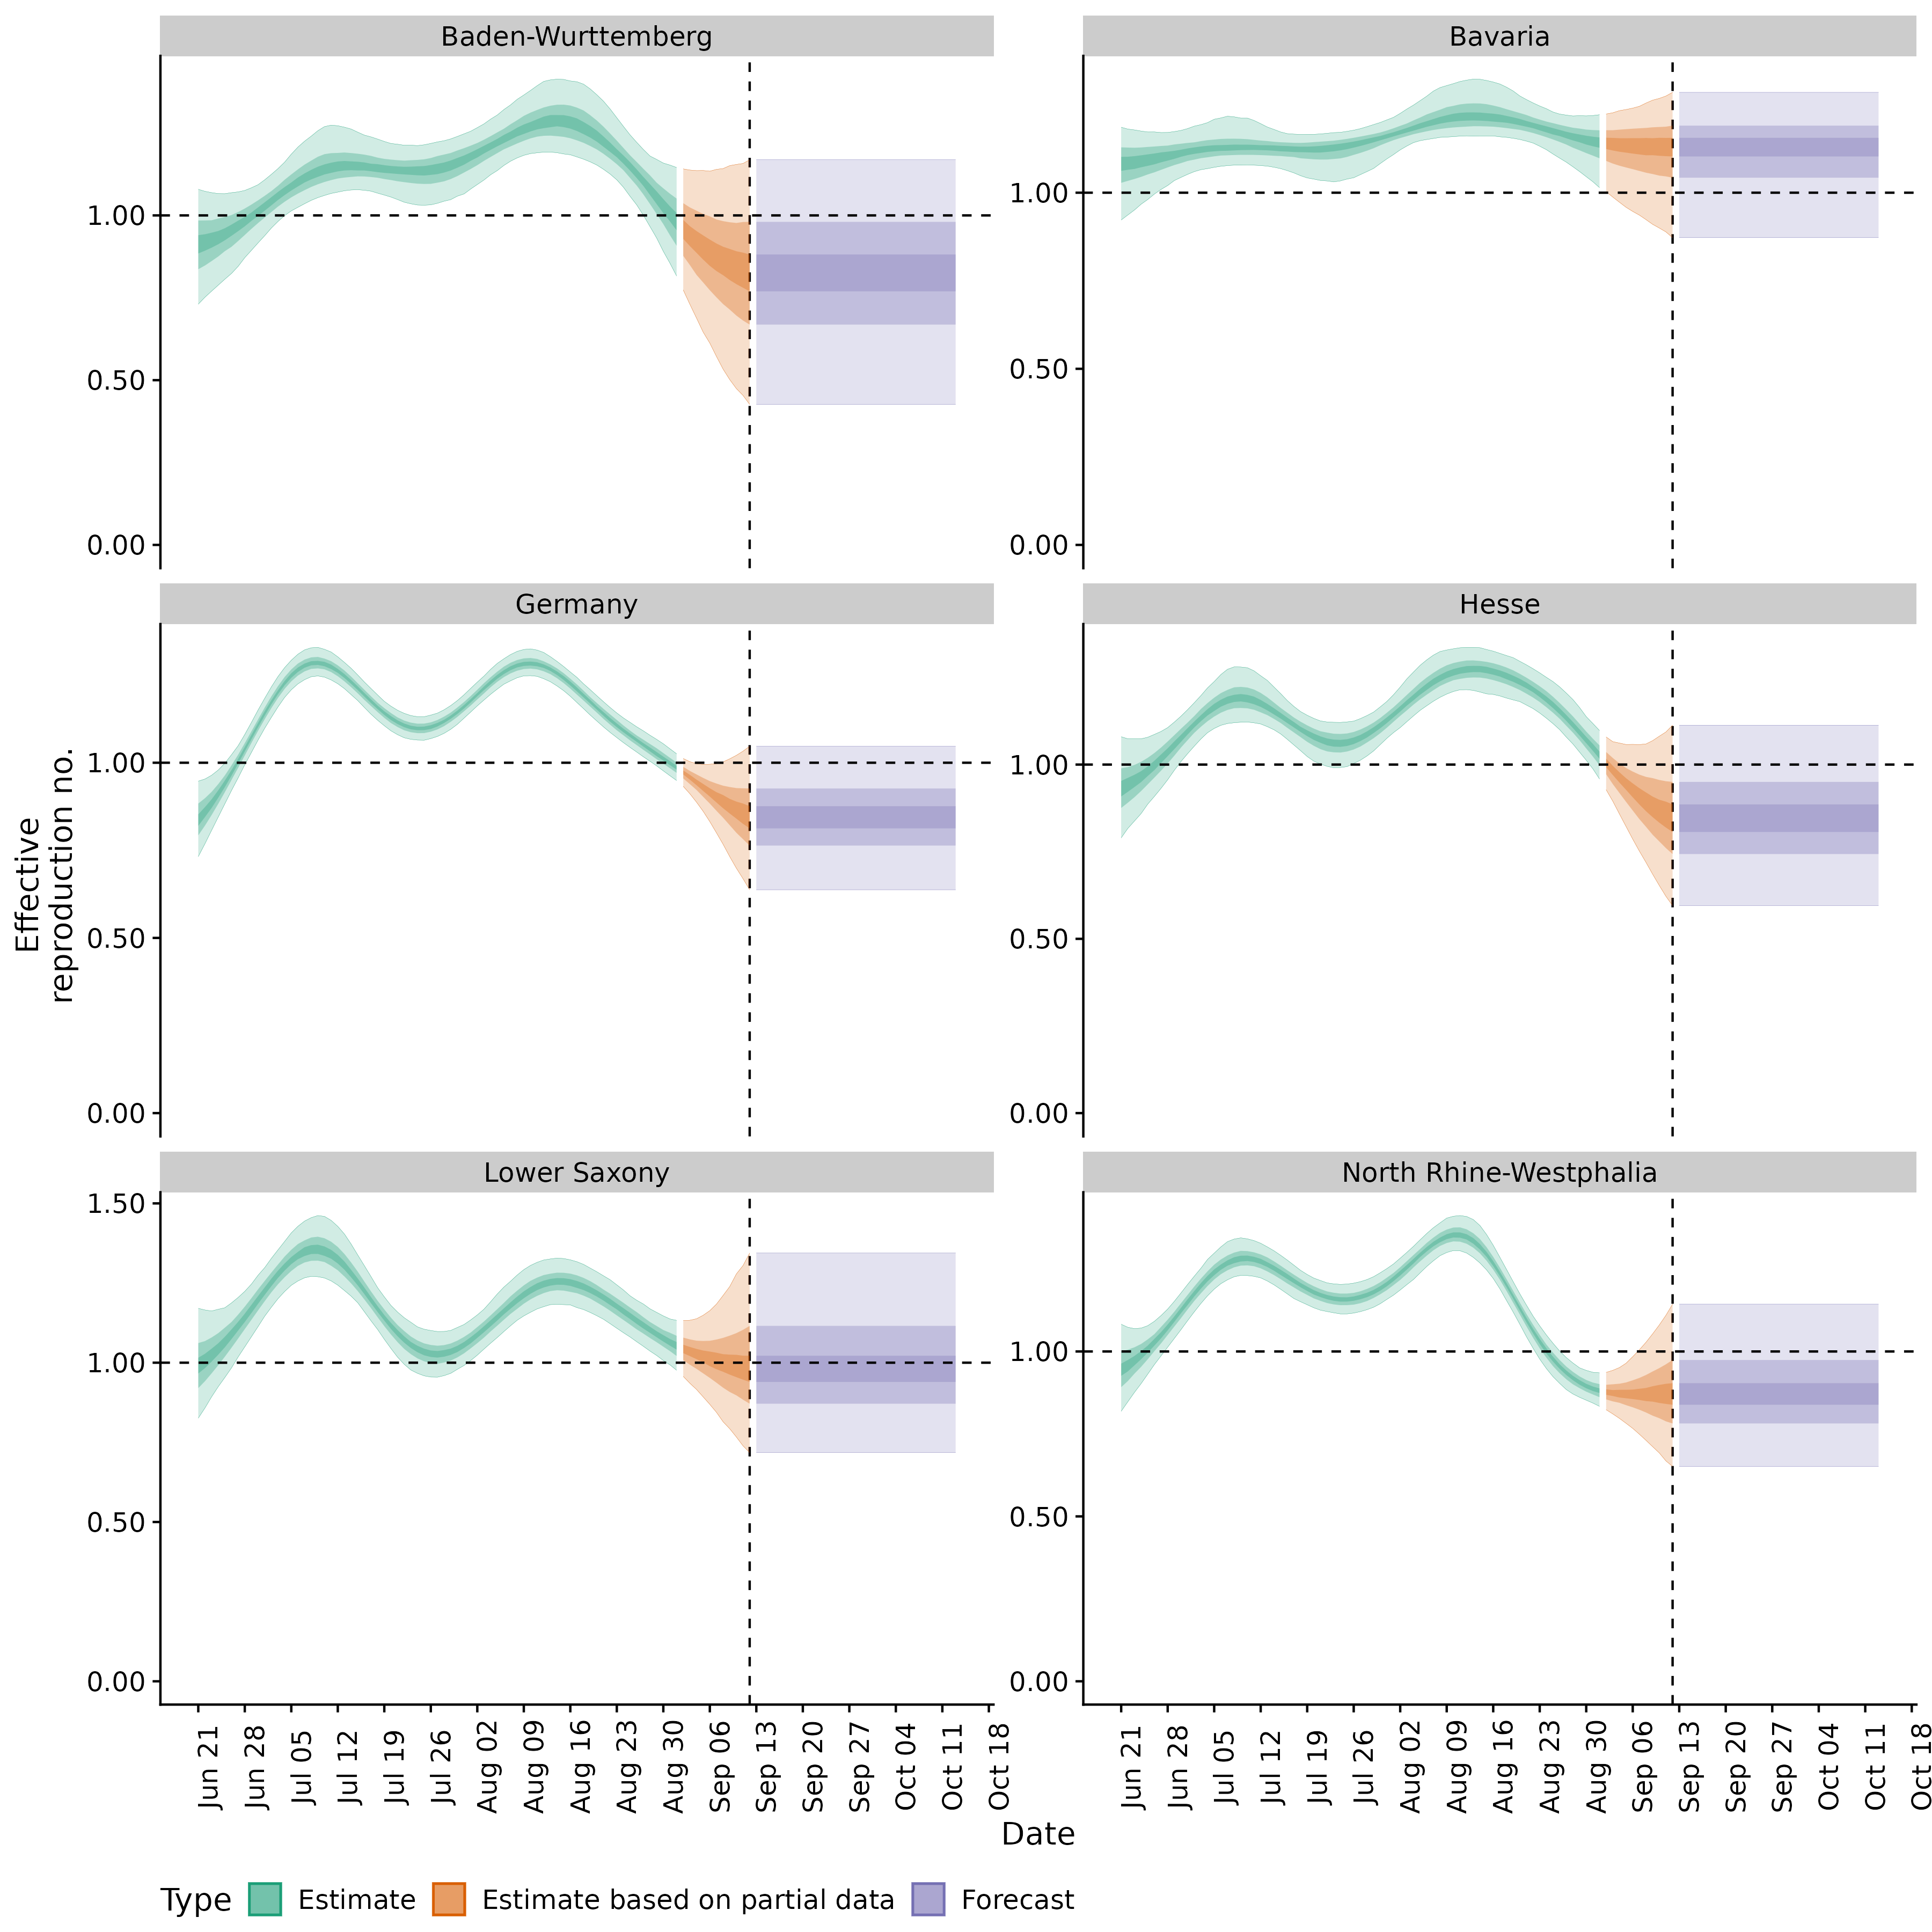 Baden-Wurttemberg
Bavaria
1.00
0.50
0.00
1.00
0.50
0.00
Germany
Hesse
1.00
0.50
0.00
1.00
0.50
0.00
Effective
reproduction no.
Lower Saxony
North Rhine-Westphalia
1.50
1.00
0.50
0.00
1.00
0.50
0.00
Jun 21
Jun 28
Jul 05
Jul 12
Jul 19
Jul 26
Aug 02
Aug 09
Aug 16
Aug 23
Aug 30
Sep 06
Sep 13
Sep 20
Sep 27
Oct 04
Oct 11
Oct 18
Jun 21
Jun 28
Jul 05
Jul 12
Jul 19
Jul 26
Aug 02
Aug 09
Aug 16
Aug 23
Aug 30
Sep 06
Sep 13
Sep 20
Sep 27
Oct 04
Oct 11
Oct 18
Date
Type Estimate Estimate based on partial data Forecast